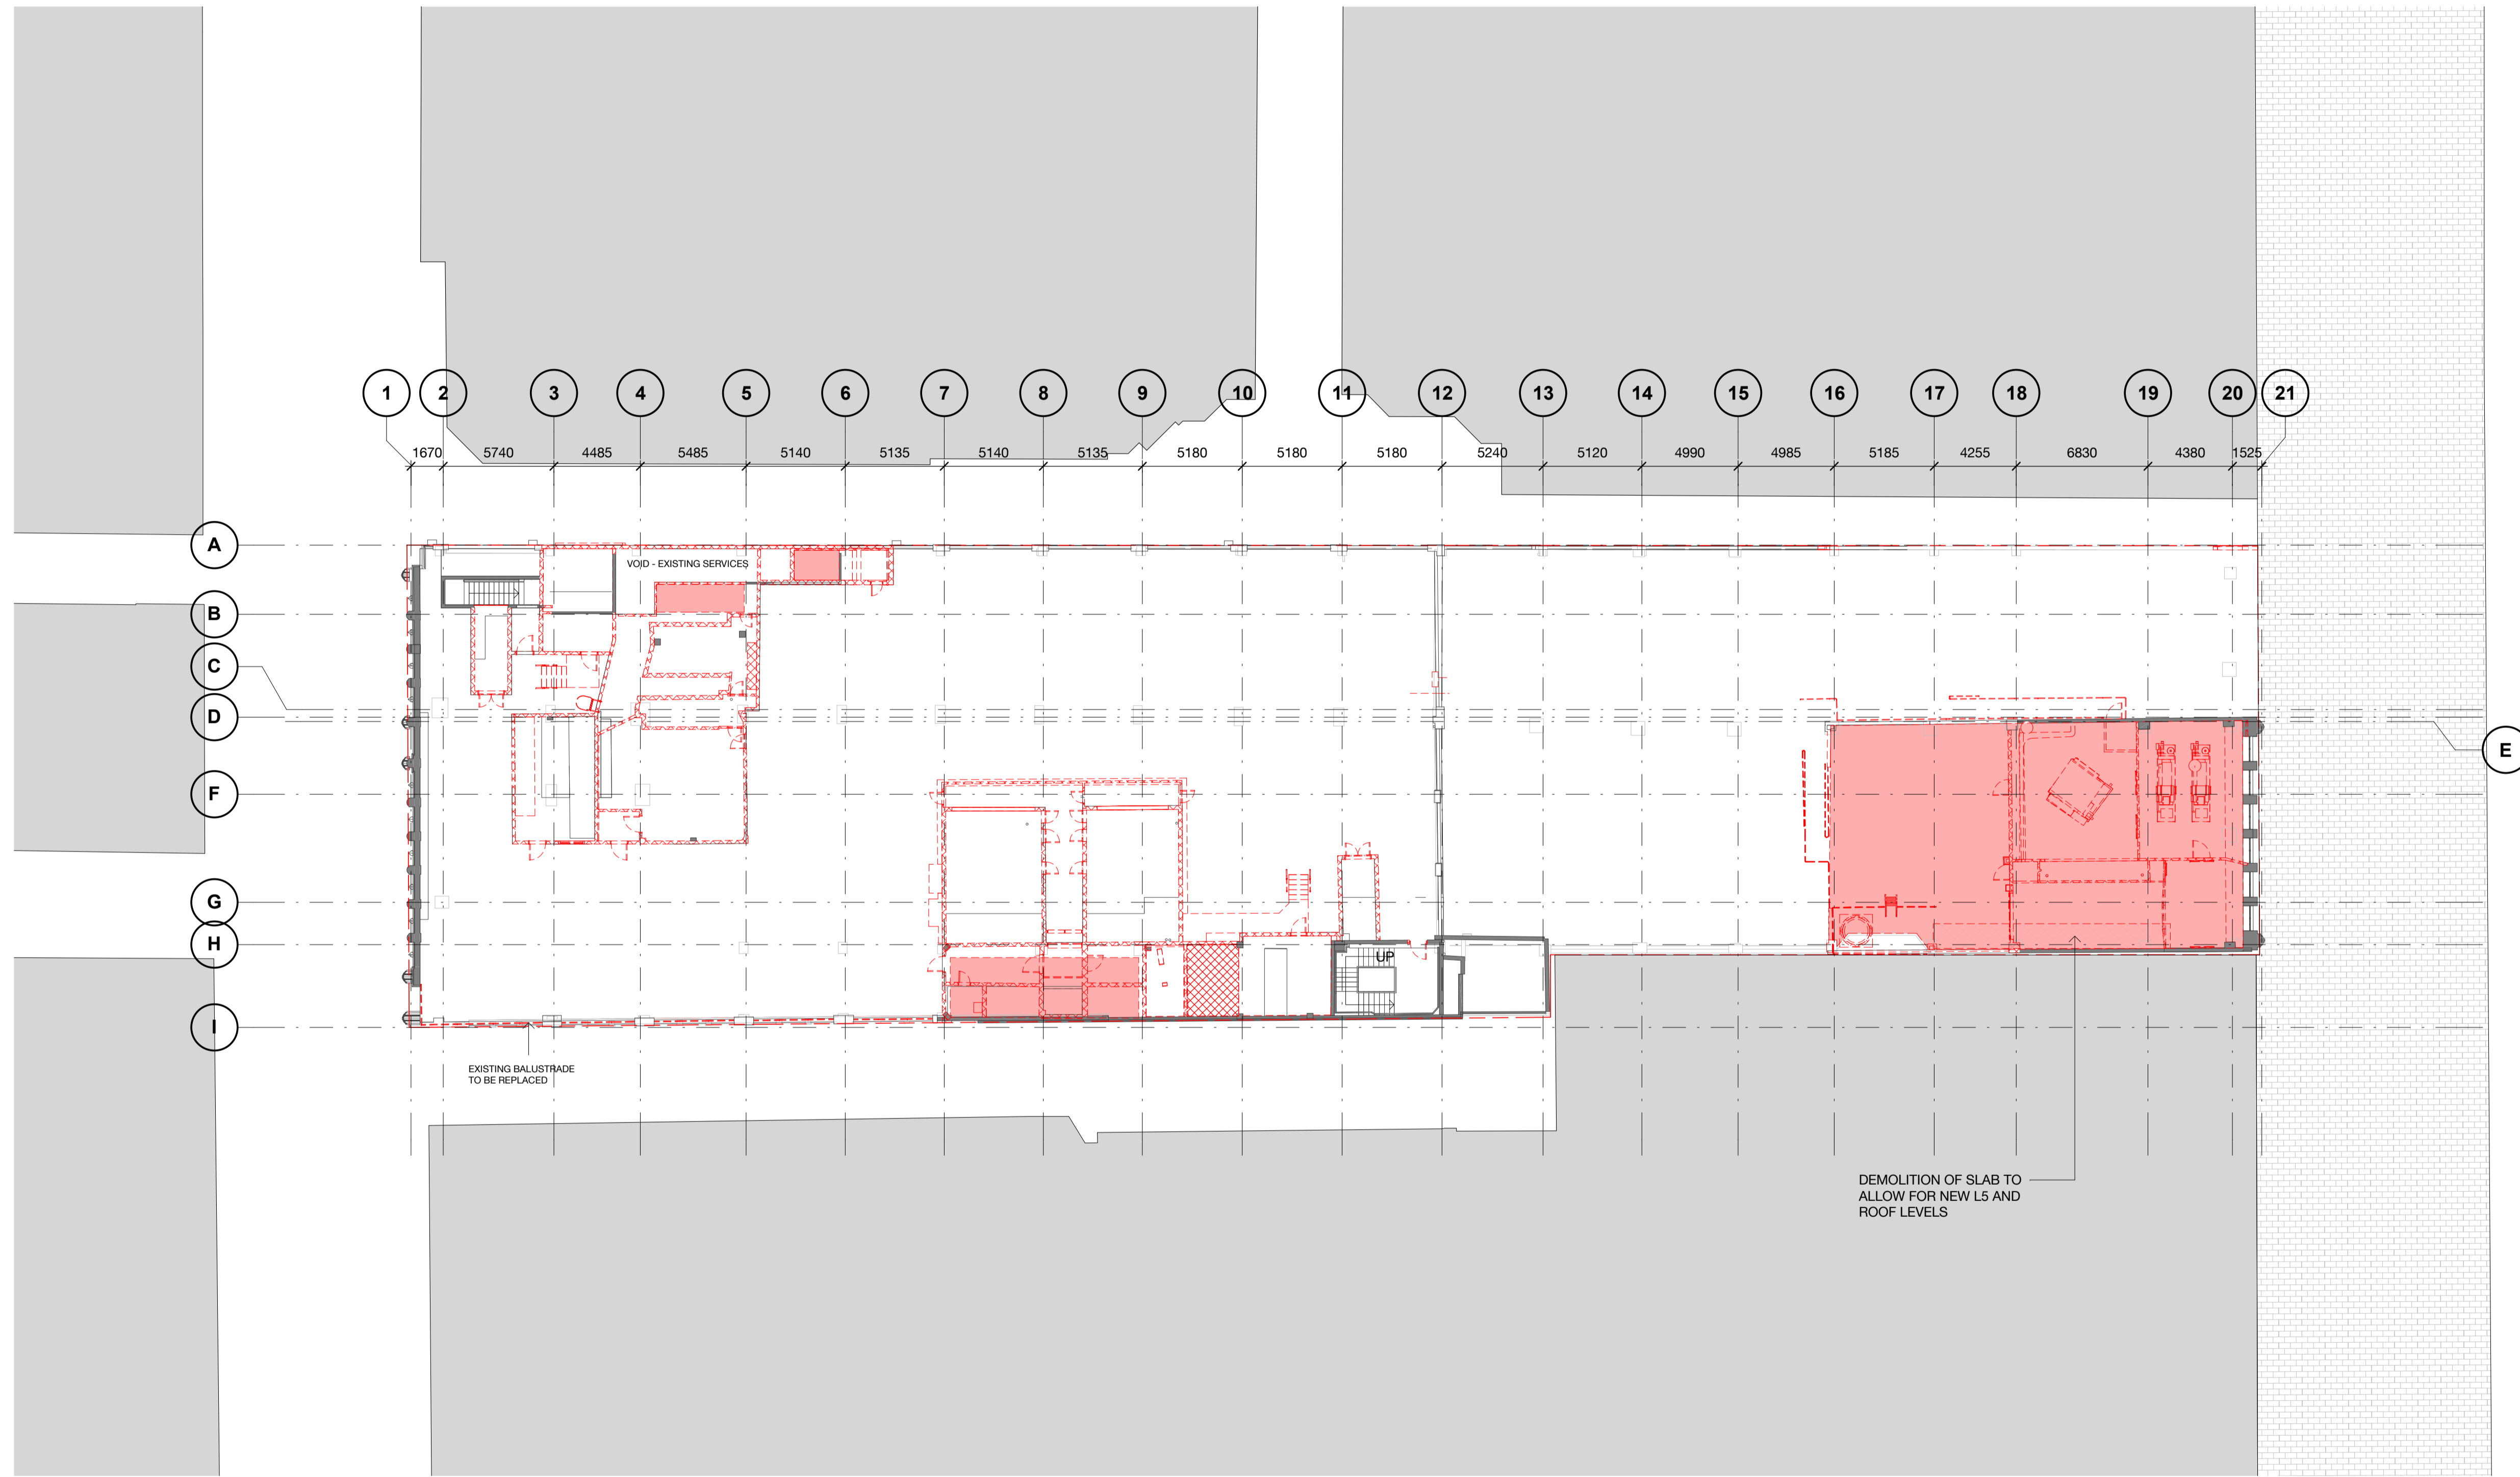 1 2 3 4 5 6 7 8 9 10 11 12 13 14 15 16 17 18 19 20 21
1670 5740 4485 5485 5140 5135 5140 5135 5180 5180 5180 5240 5120 4990 4985 5185 4255 6830 4380 1525
A
VOID - EXISTING SERVICES
B
C
D
E
F
G
H
UP
I
EXISTING BALUSTRADE
TO BE REPLACED
DEMOLITION OF SLAB TO
ALLOW FOR NEW L5 AND
ROOF LEVELS